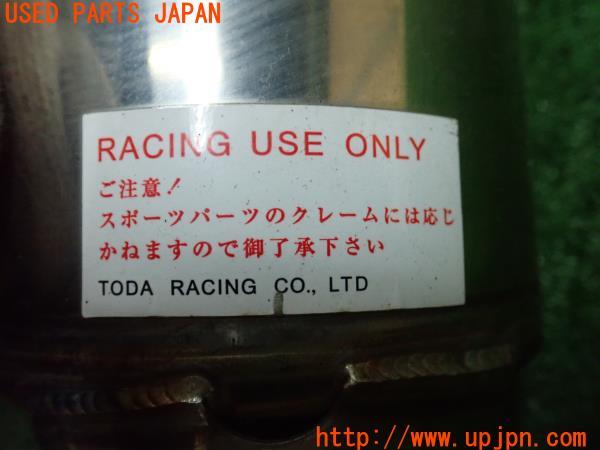 USED PARTS JAPAN
RACING USE ONLY
ご注意!
スポーツパーツのクレームには応じ
かねますので御了承下さい
TODA RACING CO., LTD
http://www.upjpn.com/